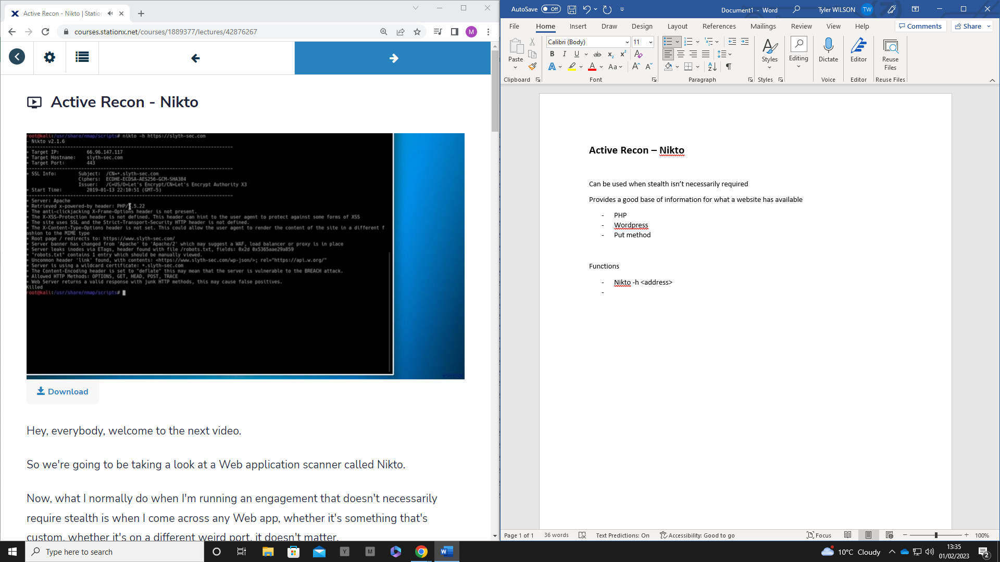 Active Recon - Nikto | Station
courses.stationx.net/courses/1889377/lectures/42876267
M
Active Recon - Nikto
root@kali:/usr/share/nmap/scripts# nikto -h https://slyth-sec.com
- Nikto v2.1.6
+ Target IP: 66.96.147.117
+ Target Hostname: slyth-sec.com
+ Target Port: 443
+ SSL Info: Subject: /CN=*.slyth-sec.com
Ciphers: ECDHE-ECDSA-AES256-GCM-SHA384
Issuer: /C=US/O=Let's Encrypt/CN=Let's Encrypt Authority X3
+ Start Time: 2019-01-13 22:10:51 (GMT-5)
+ Server: Apache
+ Retrieved x-powered-by header: PHP/ .5.22
+ The anti-clickjacking X-Frame-Options header is not present.
+ The X-XSS-Protection header is not defined. This header can hint to the user agent to protect against some forms of XSS
+ The site uses SSL and the Strict-Transport-Security HTTP header is not defined.
+ The X-Content-Type-Options header is not set. This could allow the user agent to render the content of the site in a different f
ashion to the MIME type
+ Root page / redirects to: https://www.slyth-sec.com/
+ Server banner has changed from 'Apache' to 'Apache/2' which may suggest a WAF, load balancer or proxy is in place
+ Server leaks inodes via ETags, header found with file /robots.txt, fields: 0x2d 0x5365aae29a859
+ "robots.txt" contains 1 entry which should be manually viewed.
+ Uncommon header 'link' found, with contents: <https://www.slyth-sec.com/wp-json/>; rel="https://api.w.org/"
+ Server is using a wildcard certificate: *.slyth-sec.com
+ The Content-Encoding header is set to "deflate" this may mean that the server is vulnerable to the BREACH attack.
+ Allowed HTTP Methods: OPTIONS, GET, HEAD, POST, TRACE
+ Web Server returns a valid response with junk HTTP methods, this may cause false positives.
Killed
root@kali:/usr/share/nmap/scripts#
Download
Hey, everybody, welcome to the next video.
So we're going to be taking a look at a Web application scanner called Nikto.
Now, what I normally do when I'm running an engagement that doesn't necessarily
require stealth is when I come across any Web app, whether it's something that's
custom, whether it's on a different weird port, it doesn't matter.
AutoSave Off Document1 - Word Tyler WILSON TW
File Home Insert Draw Design Layout References Mailings Review View Help Comments Share
Calibri (Body) 11
Paste
B I U ab x2 x2 A
A A Aa A A
Styles Editing Dictate Editor Reuse
Files
Clipboard Font Paragraph Styles Voice Editor Reuse Files
Active Recon – Nikto
Can be used when stealth isn't necessarily required
Provides a good base of information for what a website has available
- PHP
- Wordpress
- Put method
Functions
- Nikto -h <address>
-
Page 1 of 1 36 words Text Predictions: On Accessibility: Good to go Focus 100%
Type here to search
Y M
10°C Cloudy
13:35
01/02/2023
2